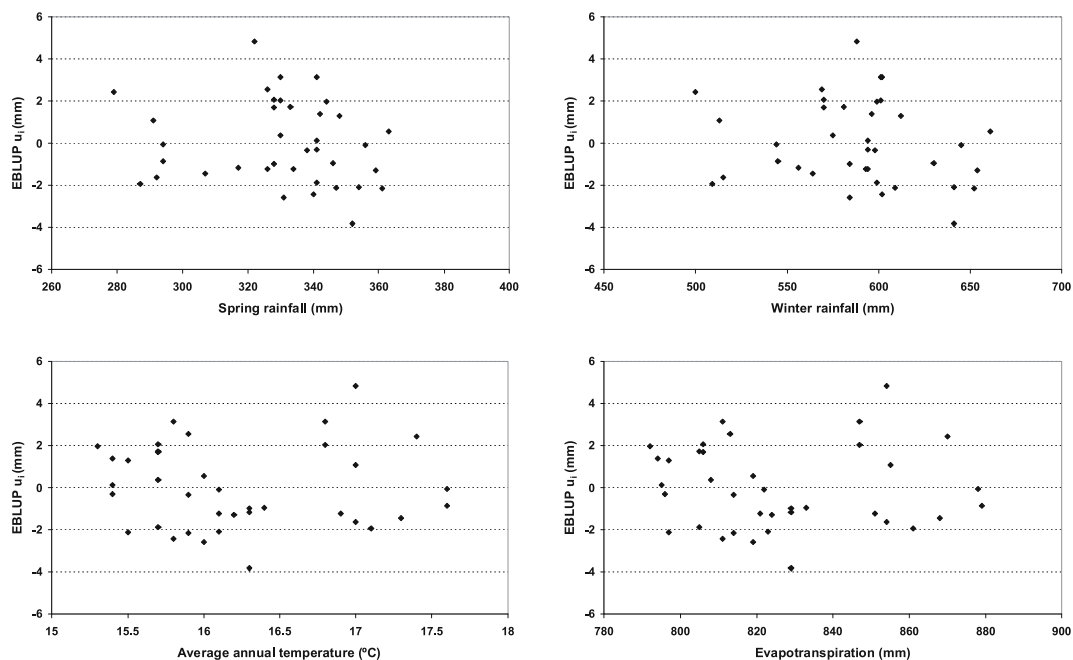 6
4
2
0
-2
-4
-6
EBLUP ui (mm)
260 280 300 320 340 360 380 400
Spring rainfall (mm)
6
4
2
0
-2
-4
-6
EBLUP ui (mm)
450 500 550 600 650 700
Winter rainfall (mm)
6
4
2
0
-2
-4
-6
EBLUP ui (mm)
15 15.5 16 16.5 17 17.5 18
Average annual temperature (ºC)
6
4
2
0
-2
-4
-6
EBLUP ui (mm)
780 800 820 840 860 880 900
Evapotranspiration (mm)